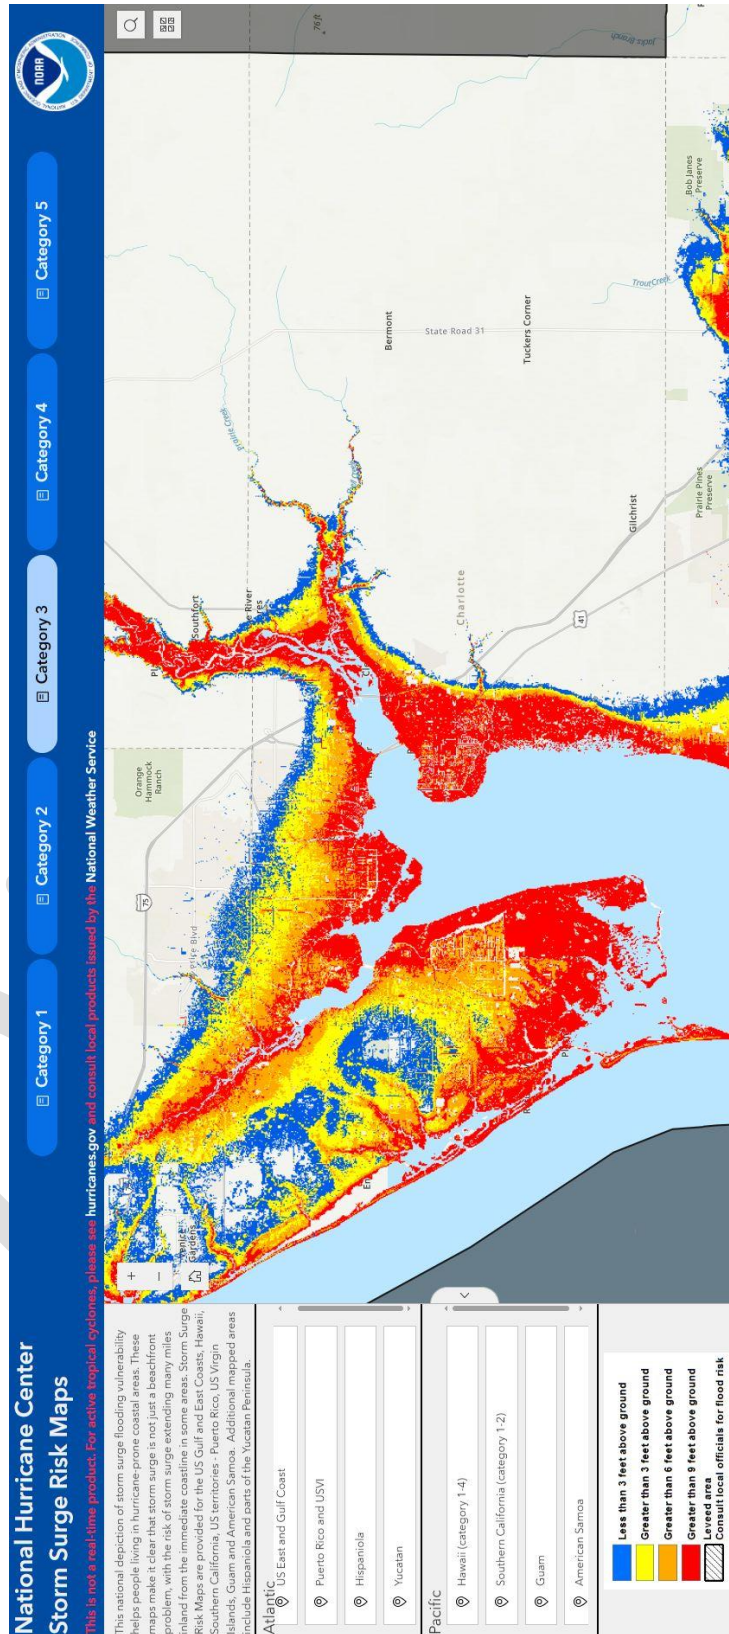 National Hurricane Center
Storm Surge Risk Maps
Category 1
Category 2
Category 3
Category 4
Category 5
NOAA
This is not a real-time product. For active tropical cyclones, please see hurricanes.gov and consult local products issued by the National Weather Service
This national depiction of storm surge flooding vulnerability
helps people living in hurricane-prone coastal areas. These
maps make it clear that storm surge is not just a beachfront
problem, with the risk of storm surge extending many miles
inland from the immediate coastline in some areas. Storm Surge
Risk Maps are provided for the US Gulf and East Coasts, Hawaii,
Southern California, US territories - Puerto Rico, US Virgin
Islands, Guam and American Samoa. Additional mapped areas
include Hispaniola and parts of the Yucatan Peninsula.
Atlantic
US East and Gulf Coast
Puerto Rico and USVI
Hispaniola
Yucatan
Pacific
Hawaii (category 1-4)
Southern California (category 1-2)
Guam
American Samoa
Less than 3 feet above ground
Greater than 3 feet above ground
Greater than 6 feet above ground
Greater than 9 feet above ground
Leveed area
Consult local officials for flood risk
+
−
Gardens
75
Orange
Hammock
Ranch
Southfort
River
Prairie Creek
76 ft
Jacks Branch
Bermont
State Road 31
Tuckers Corner
Charlotte
41
Gilchrist
Trout Creek
Bob Janes
Preserve
Prairie Pines
Preserve